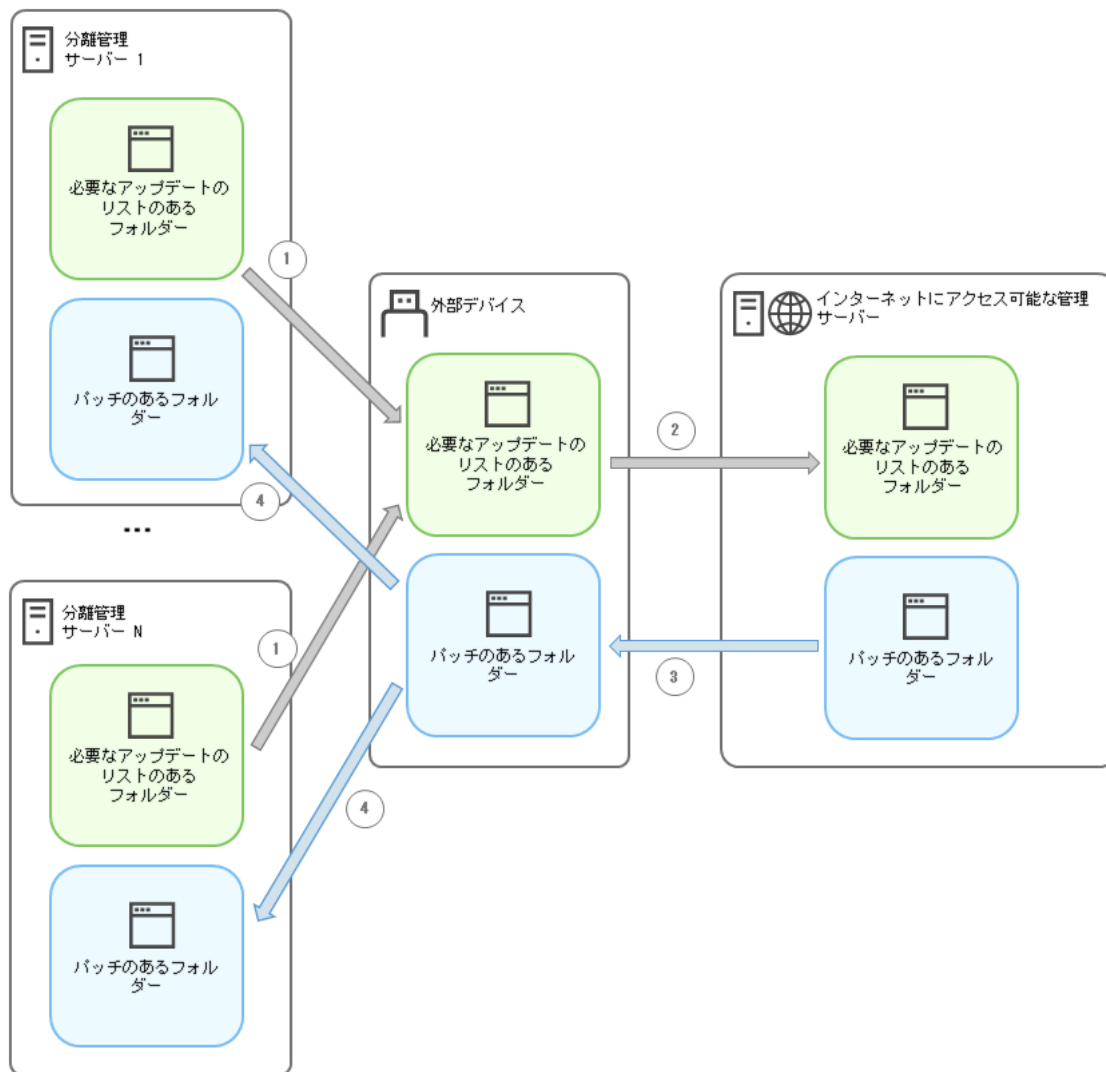 分離管理
サーバー 1
必要なアップデートの
リストのある
フォルダー
パッチのあるフォル
ダー
1
4
...
分離管理
サーバー N
必要なアップデートの
リストのある
フォルダー
パッチのあるフォル
ダー
1
4
外部デバイス
必要なアップデートの
リストのある
フォルダー
パッチのあるフォル
ダー
2
3
インターネットにアクセス可能な管理
サーバー
必要なアップデートの
リストのある
フォルダー
パッチのあるフォル
ダー